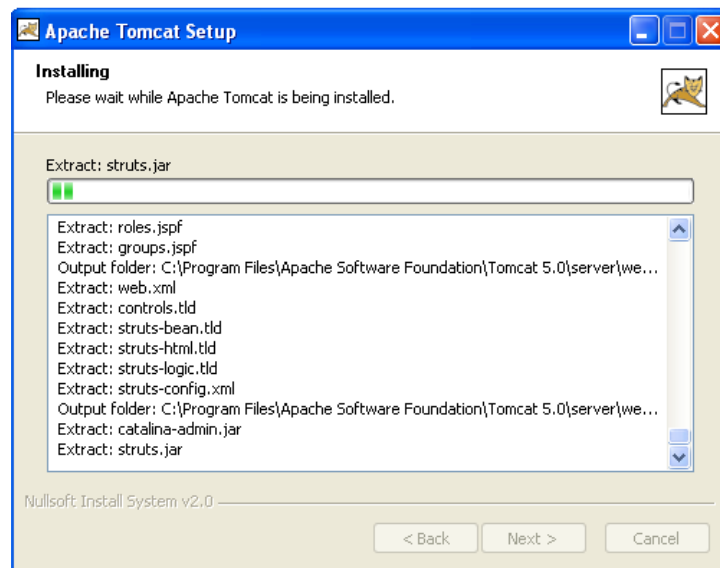 Apache Tomcat Setup
Installing
Please wait while Apache Tomcat is being installed.
Extract: struts.jar
Extract: roles.jspf
Extract: groups.jspf
Output folder: C:\Program Files\Apache Software Foundation\Tomcat 5.0\server\we...
Extract: web.xml
Extract: controls.tld
Extract: struts-bean.tld
Extract: struts-html.tld
Extract: struts-logic.tld
Extract: struts-config.xml
Output folder: C:\Program Files\Apache Software Foundation\Tomcat 5.0\server\we...
Extract: catalina-admin.jar
Extract: struts.jar
Nullsoft Install System v2.0
< Back Next > Cancel